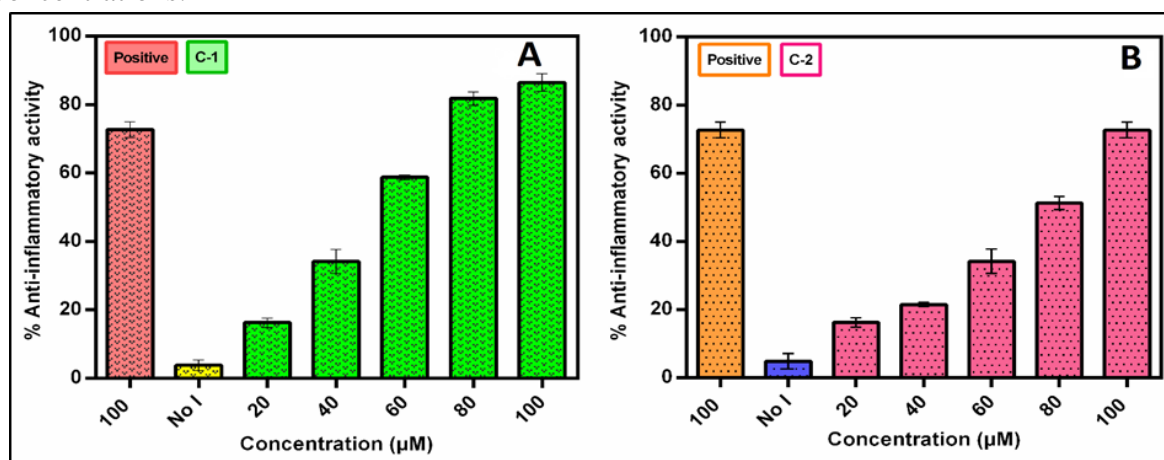 Positive C-1 A
% Anti-inflammatory activity
100
80
60
40
20
0
100 No I 20 40 60 80 100
Concentration (µM)
Positive C-2 B
% Anti-inflammatory activity
100
80
60
40
20
0
100 No I 20 40 60 80 100
Concentration (µM)